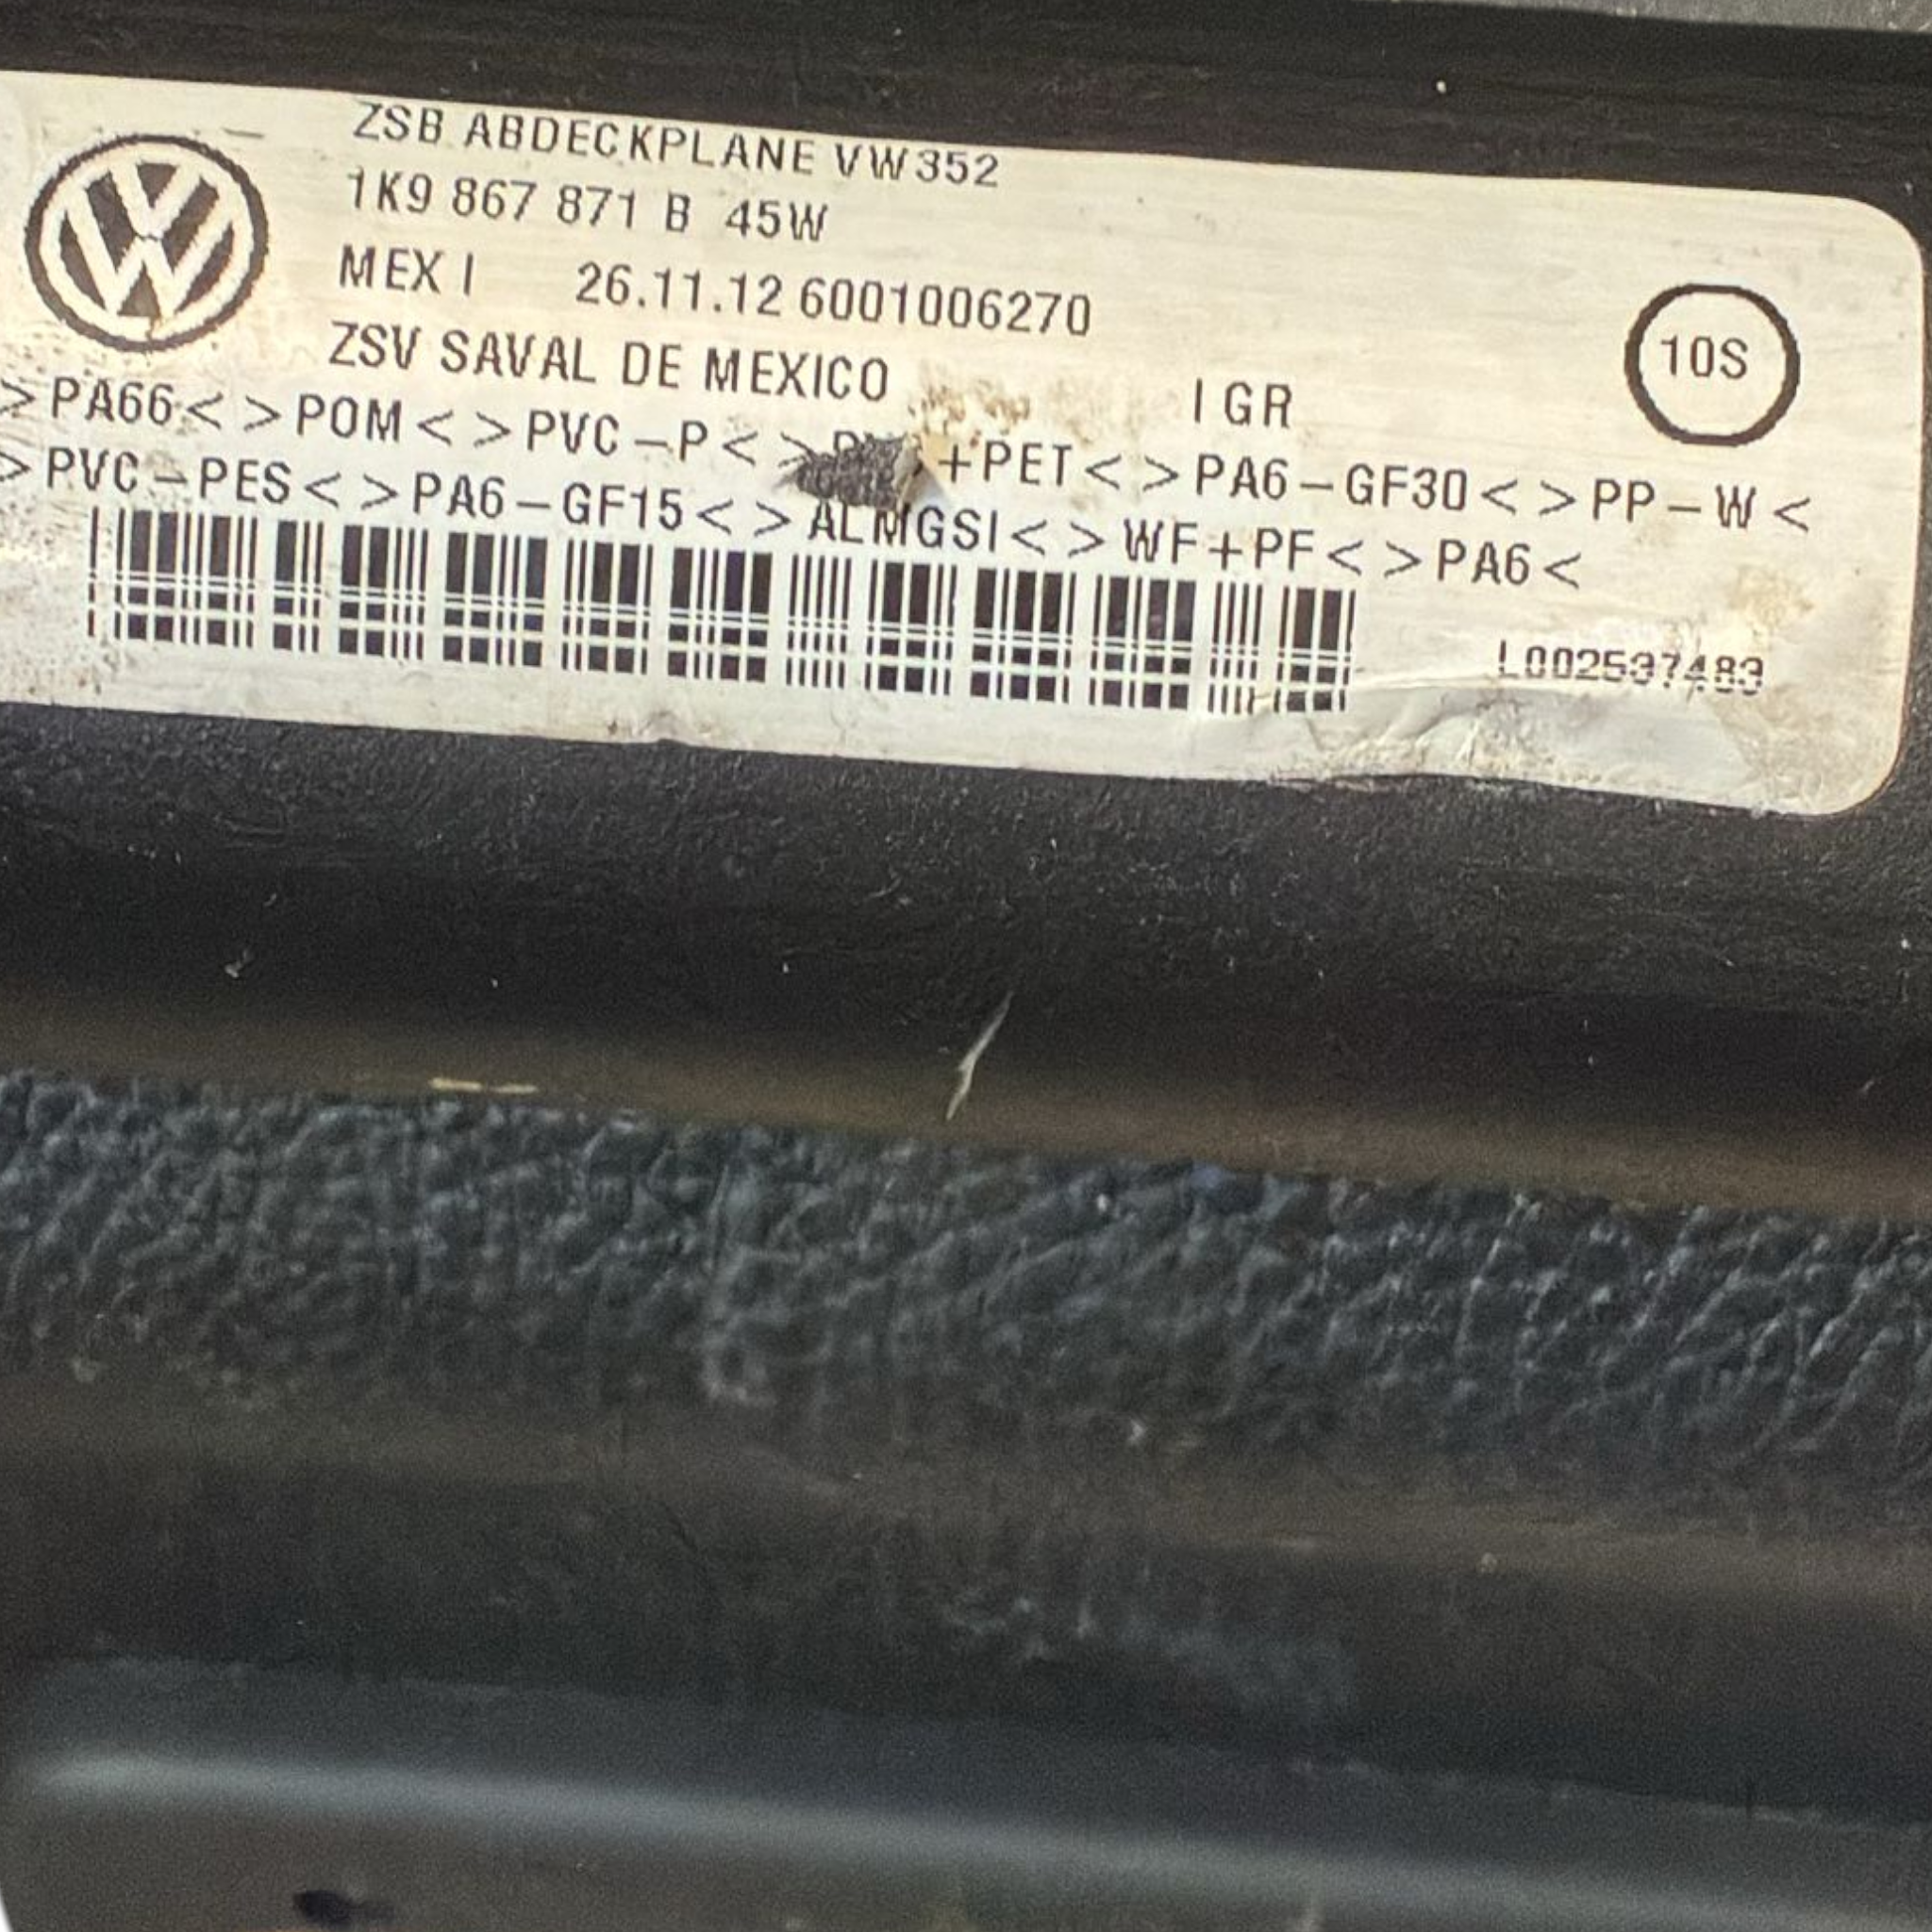 ZSB ABDECKPLANE VW352
1K9 867 871 B 45W
MEX I 26.11.12 6001006270
ZSV SAVAL DE MEXICO I GR
10S
>PA66< >POM< >PVC-P< +PET< >PA6-GF30< >PP-W<
>PVC-PES< >PA6-GF15< >ALMGSI< >WF+PF< >PA6<
L002537483